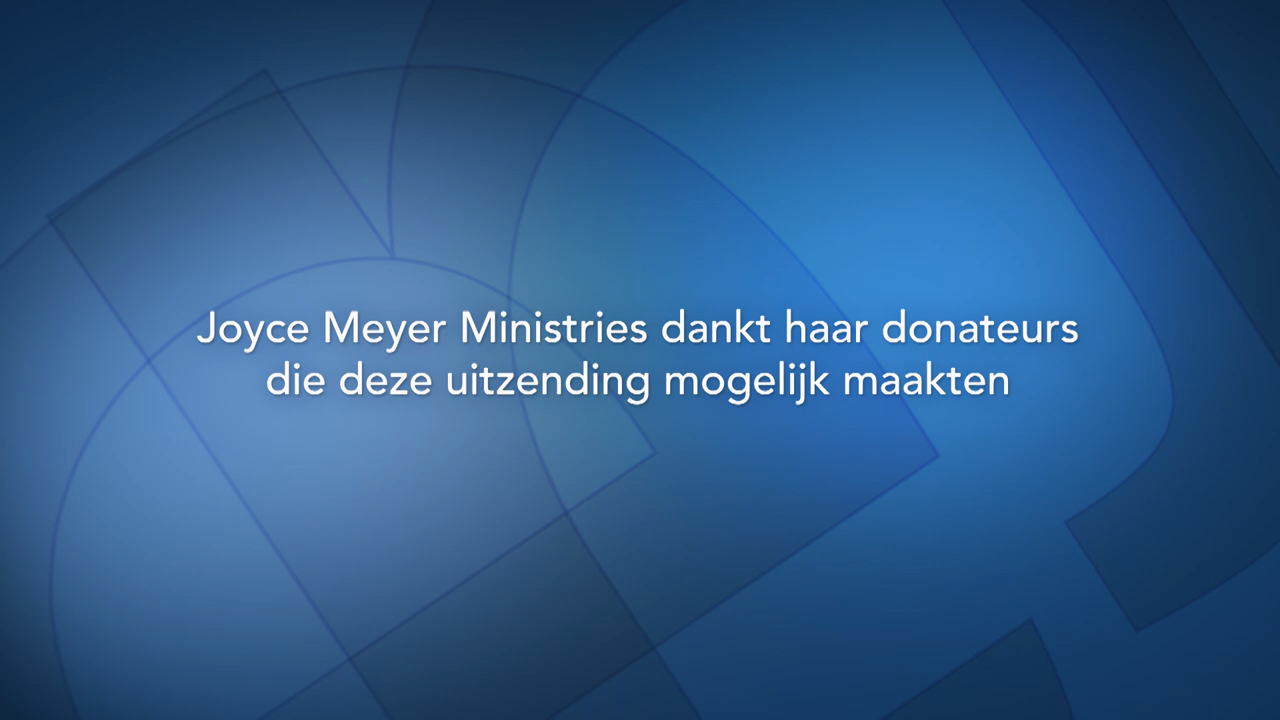 Joyce Meyer Ministries dankt haar donateurs
die deze uitzending mogelijk maakten